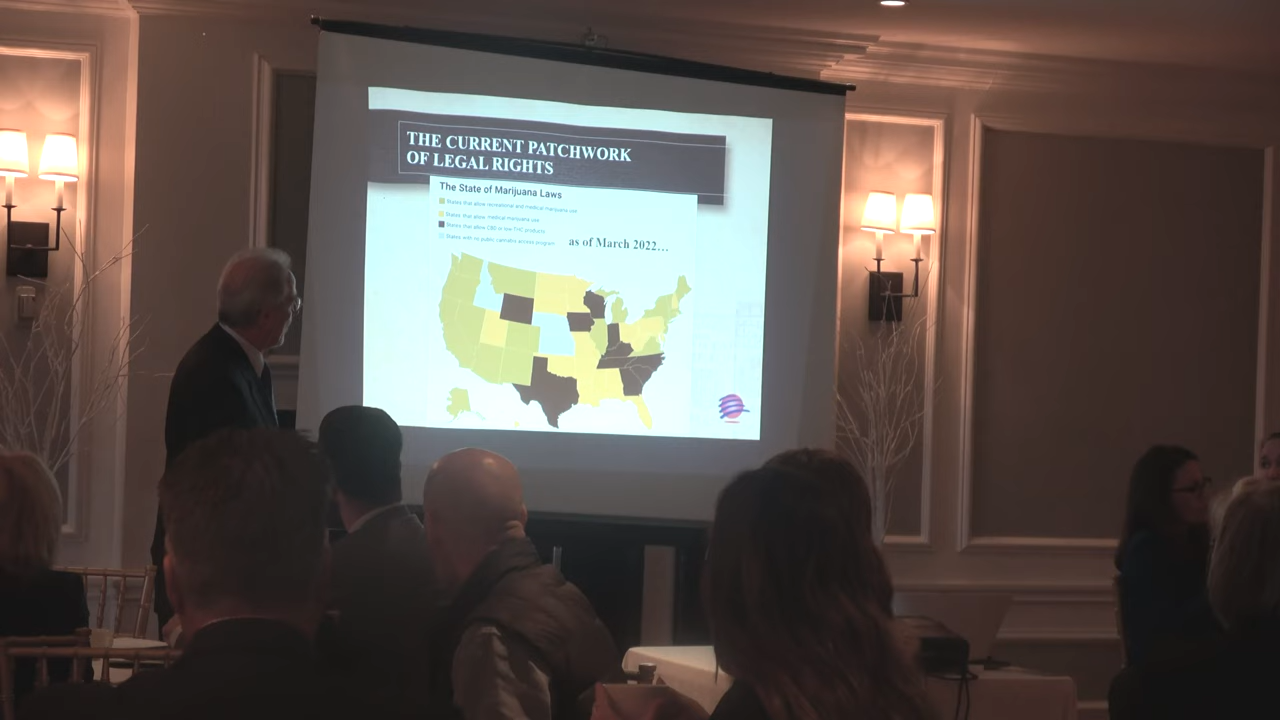 THE CURRENT PATCHWORK
OF LEGAL RIGHTS
The State of Marijuana Laws
States that allow recreational and medical marijuana use
States that allow medical marijuana use
States that allow CBD or low-THC products
States with no public cannabis access program
as of March 2022...